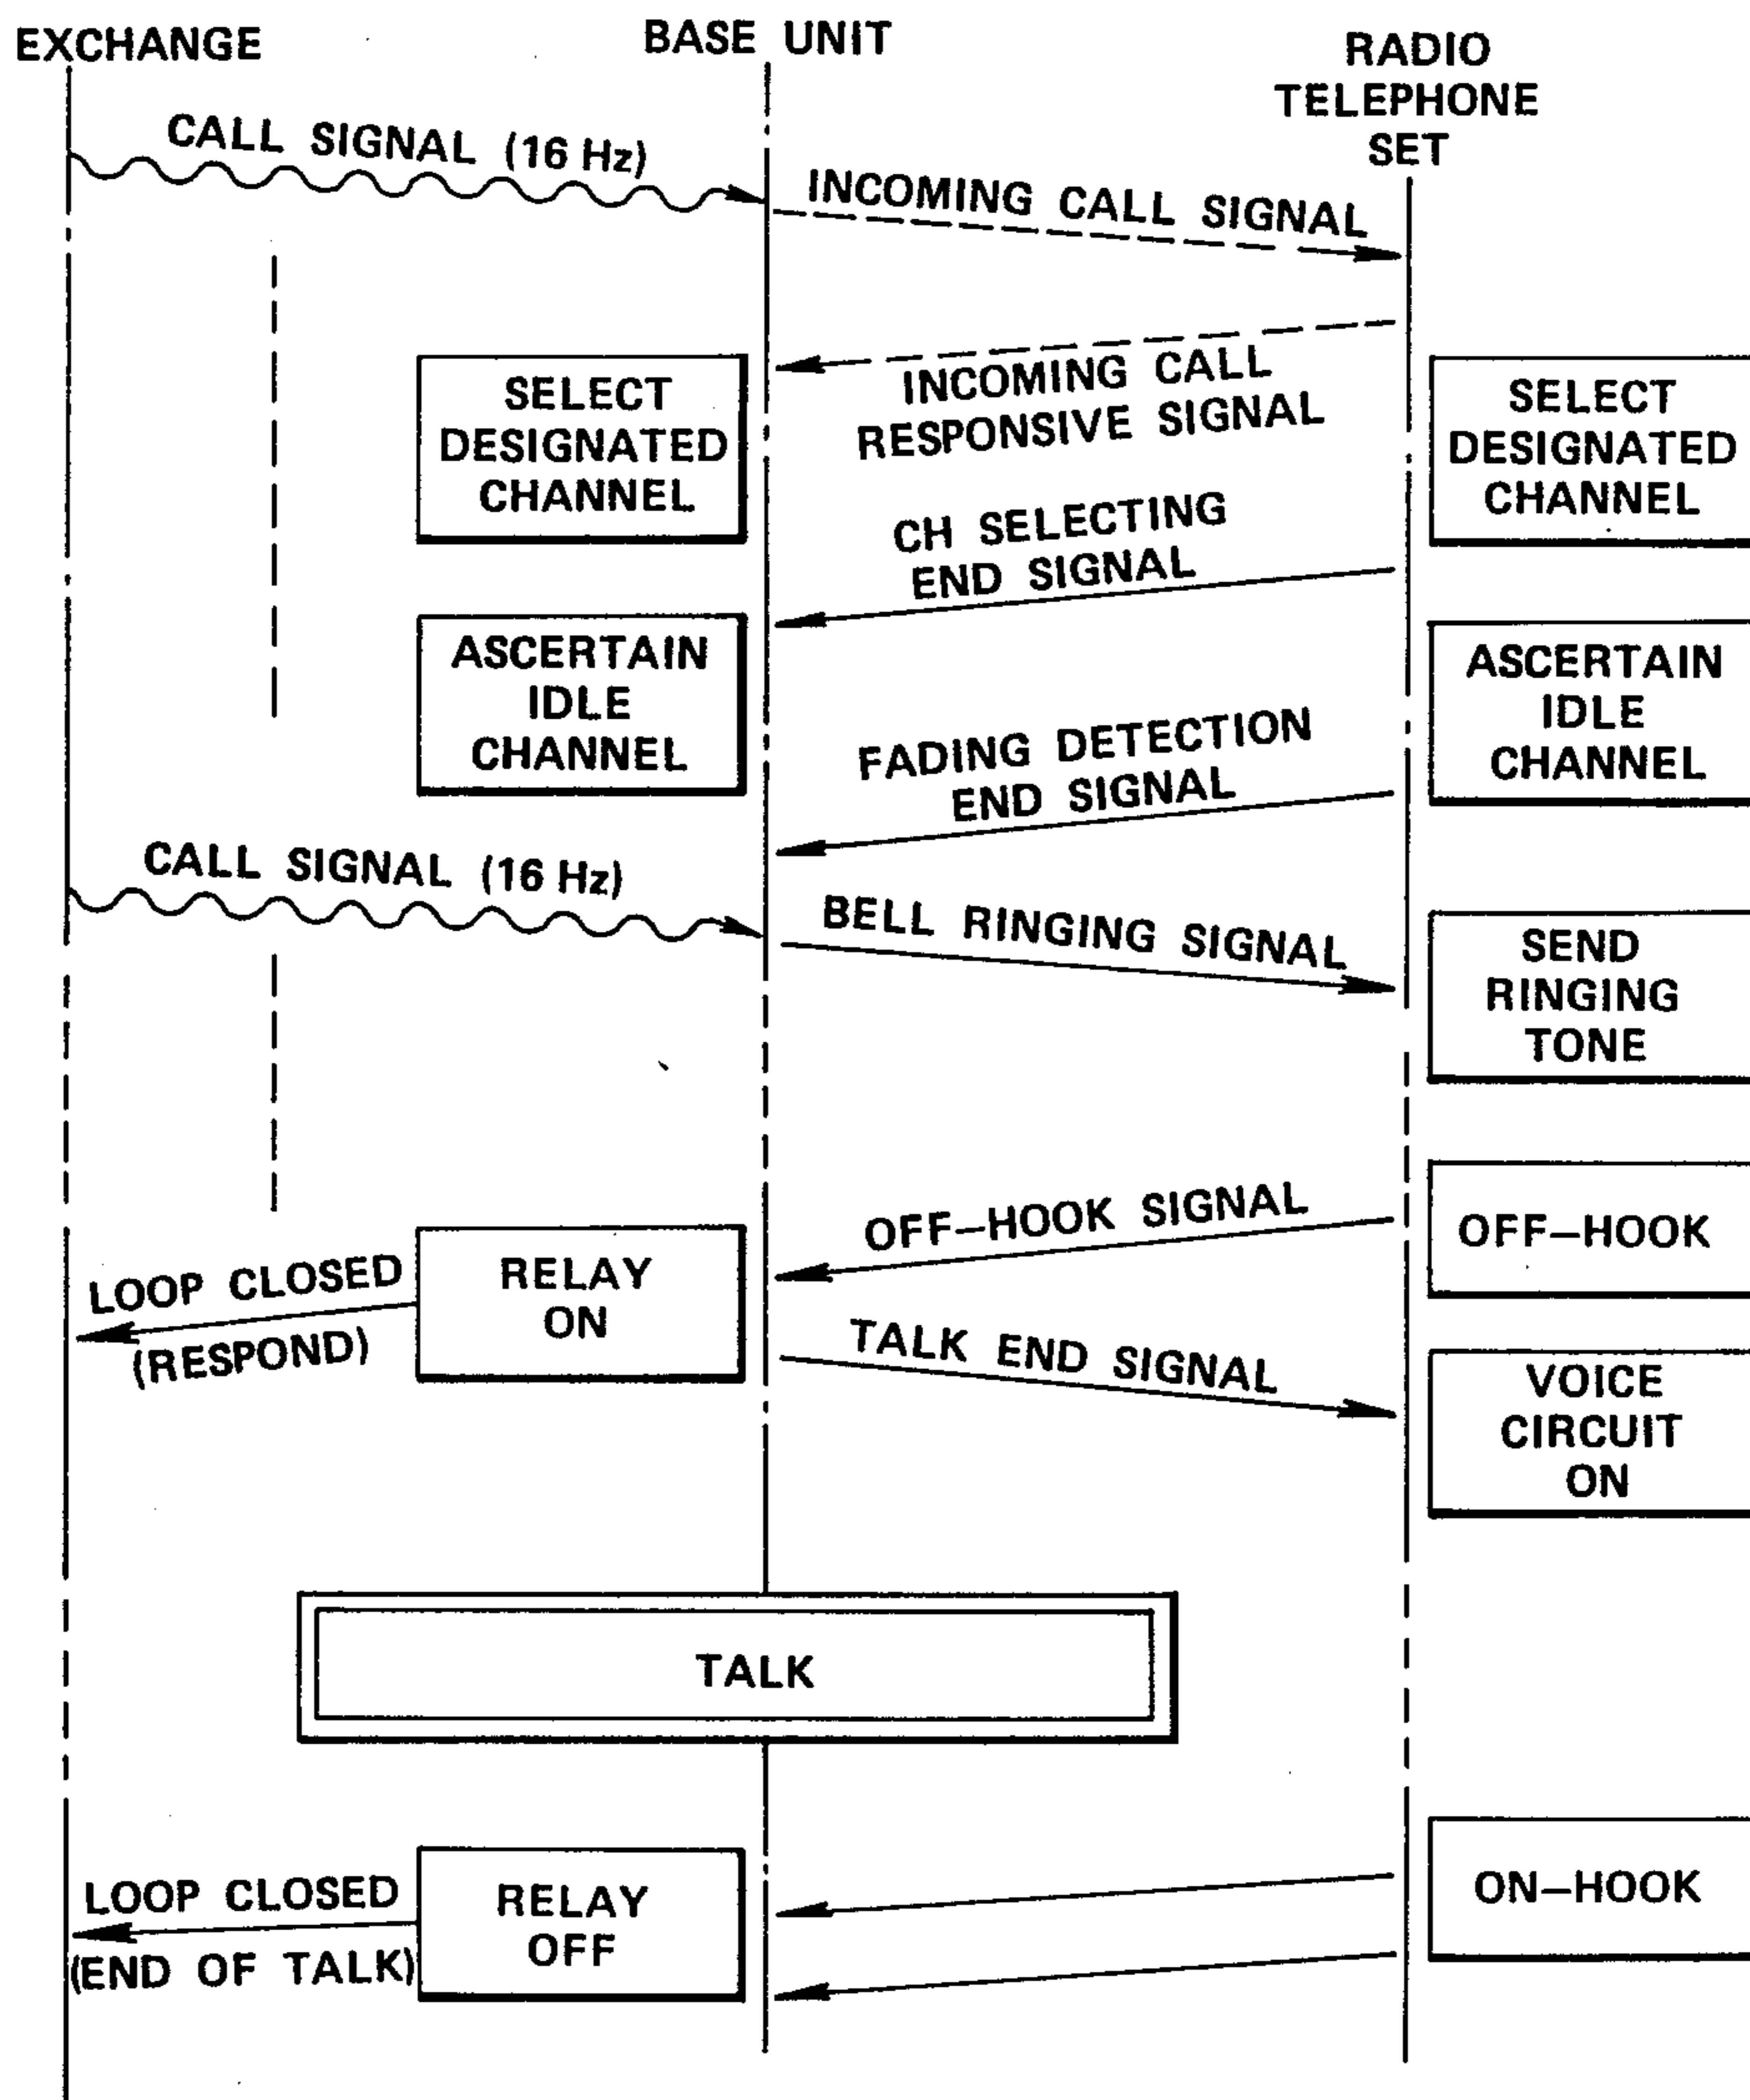 EXCHANGE
BASE UNIT
RADIO
TELEPHONE
SET
CALL SIGNAL (16 Hz)
INCOMING CALL SIGNAL
INCOMING CALL
RESPONSIVE SIGNAL
SELECT
DESIGNATED
CHANNEL
SELECT
DESIGNATED
CHANNEL
CH SELECTING
END SIGNAL
ASCERTAIN
IDLE
CHANNEL
ASCERTAIN
IDLE
CHANNEL
FADING DETECTION
END SIGNAL
CALL SIGNAL (16 Hz)
BELL RINGING SIGNAL
SEND
RINGING
TONE
OFF–HOOK SIGNAL
OFF–HOOK
LOOP CLOSED
(RESPOND)
RELAY
ON
TALK END SIGNAL
VOICE
CIRCUIT
ON
TALK
LOOP CLOSED
(END OF TALK)
RELAY
OFF
ON–HOOK